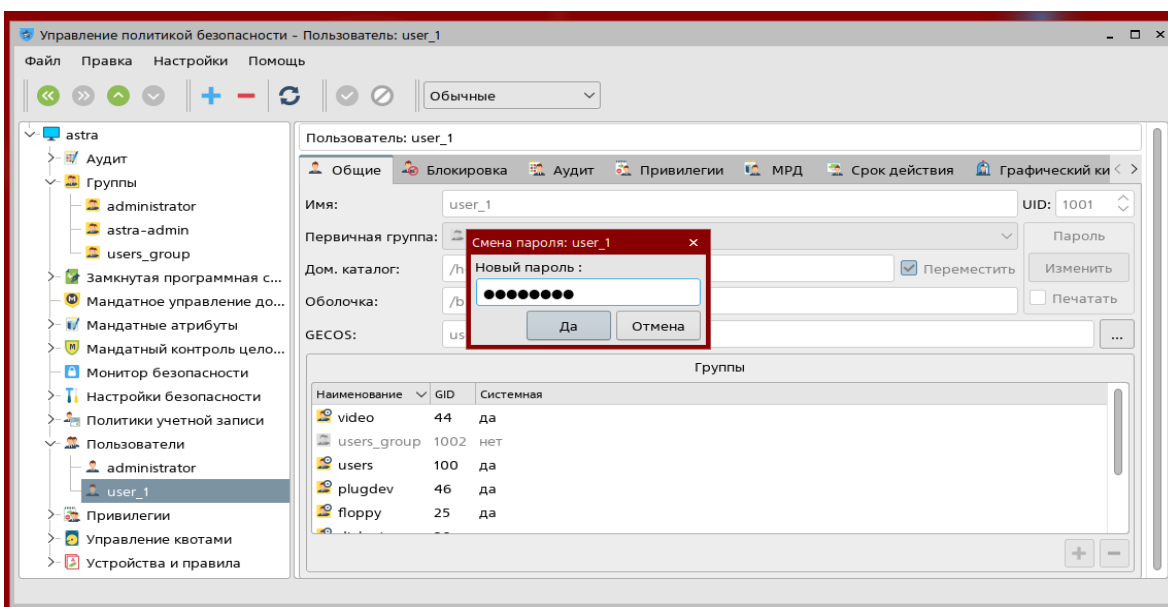 Управление политикой безопасности - Пользователь: user_1
Файл Правка Настройки Помощь
Обычные
astra
Аудит
Группы
administrator
astra-admin
users_group
Замкнутая программная с...
Мандатное управление до...
Мандатные атрибуты
Мандатный контроль цело...
Монитор безопасности
Настройки безопасности
Политики учетной записи
Пользователи
administrator
user_1
Привилегии
Управление квотами
Устройства и правила
Пользователь: user_1
Общие Блокировка Аудит Привилегии МРД Срок действия Графический ки
Имя: user_1 UID: 1001
Первичная группа: Пароль
Дом. каталог: /h Переместить Изменить
Оболочка: /b Печатать
GECOS: us ...
Смена пароля: user_1
Новый пароль :
●●●●●●●●
Да Отмена
Группы
Наименование GID Системная
video 44 да
users_group 1002 нет
users 100 да
plugdev 46 да
floppy 25 да